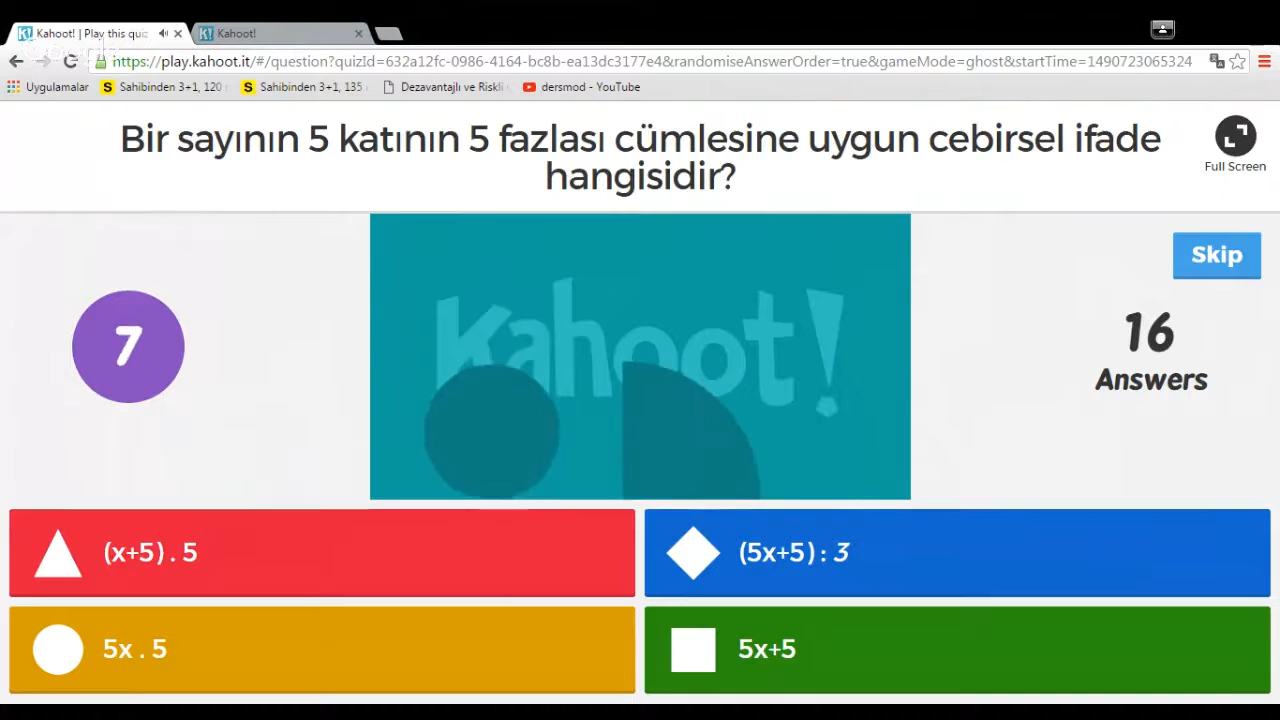 Kahoot! | Play this quiz
Kahoot!
https://play.kahoot.it/#/question?quizId=632a12fc-0986-41f4-bc8b-ea13dc3177e4&randomiseAnswerOrder=true&gameMode=ghost&startTime=1490723065324
Uygulamalar
Sahibinden 3+1, 120
Sahibinden 3+1, 135
Dezavantajlı ve Riskli
dersmod - YouTube
Bir sayının 5 katının 5 fazlası cümlesine uygun cebirsel ifade
hangisidir?
Full Screen
Skip
7
Kahoot!
16
Answers
(x+5) . 5
(5x+5) : 3
5x . 5
5x+5